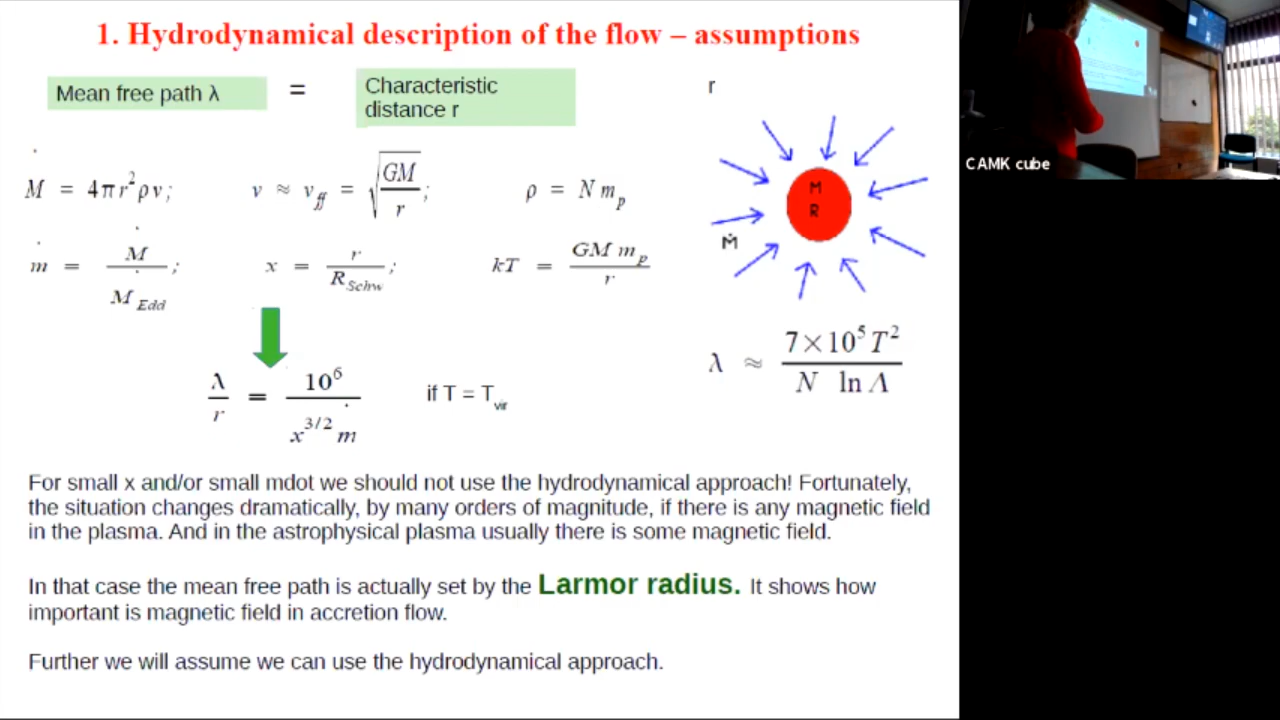 1. Hydrodynamical description of the flow – assumptions
Mean free path λ = Characteristic
distance r
r
Ṁ = 4πr²ρv; v ≈ v_ff = √(GM/r); ρ = N m_p
ṁ = Ṁ/Ṁ_Edd; x = r/R_Schw; kT = GM m_p/r
M
R
Ṁ
λ ≈ 7×10⁵T²/(N ln Λ)
λ/r = 10⁶/(x^3/2 ṁ) if T = T_vir
For small x and/or small mdot we should not use the hydrodynamical approach! Fortunately,
the situation changes dramatically, by many orders of magnitude, if there is any magnetic field
in the plasma. And in the astrophysical plasma usually there is some magnetic field.
In that case the mean free path is actually set by the Larmor radius. It shows how
important is magnetic field in accretion flow.
Further we will assume we can use the hydrodynamical approach.
CAMK cube